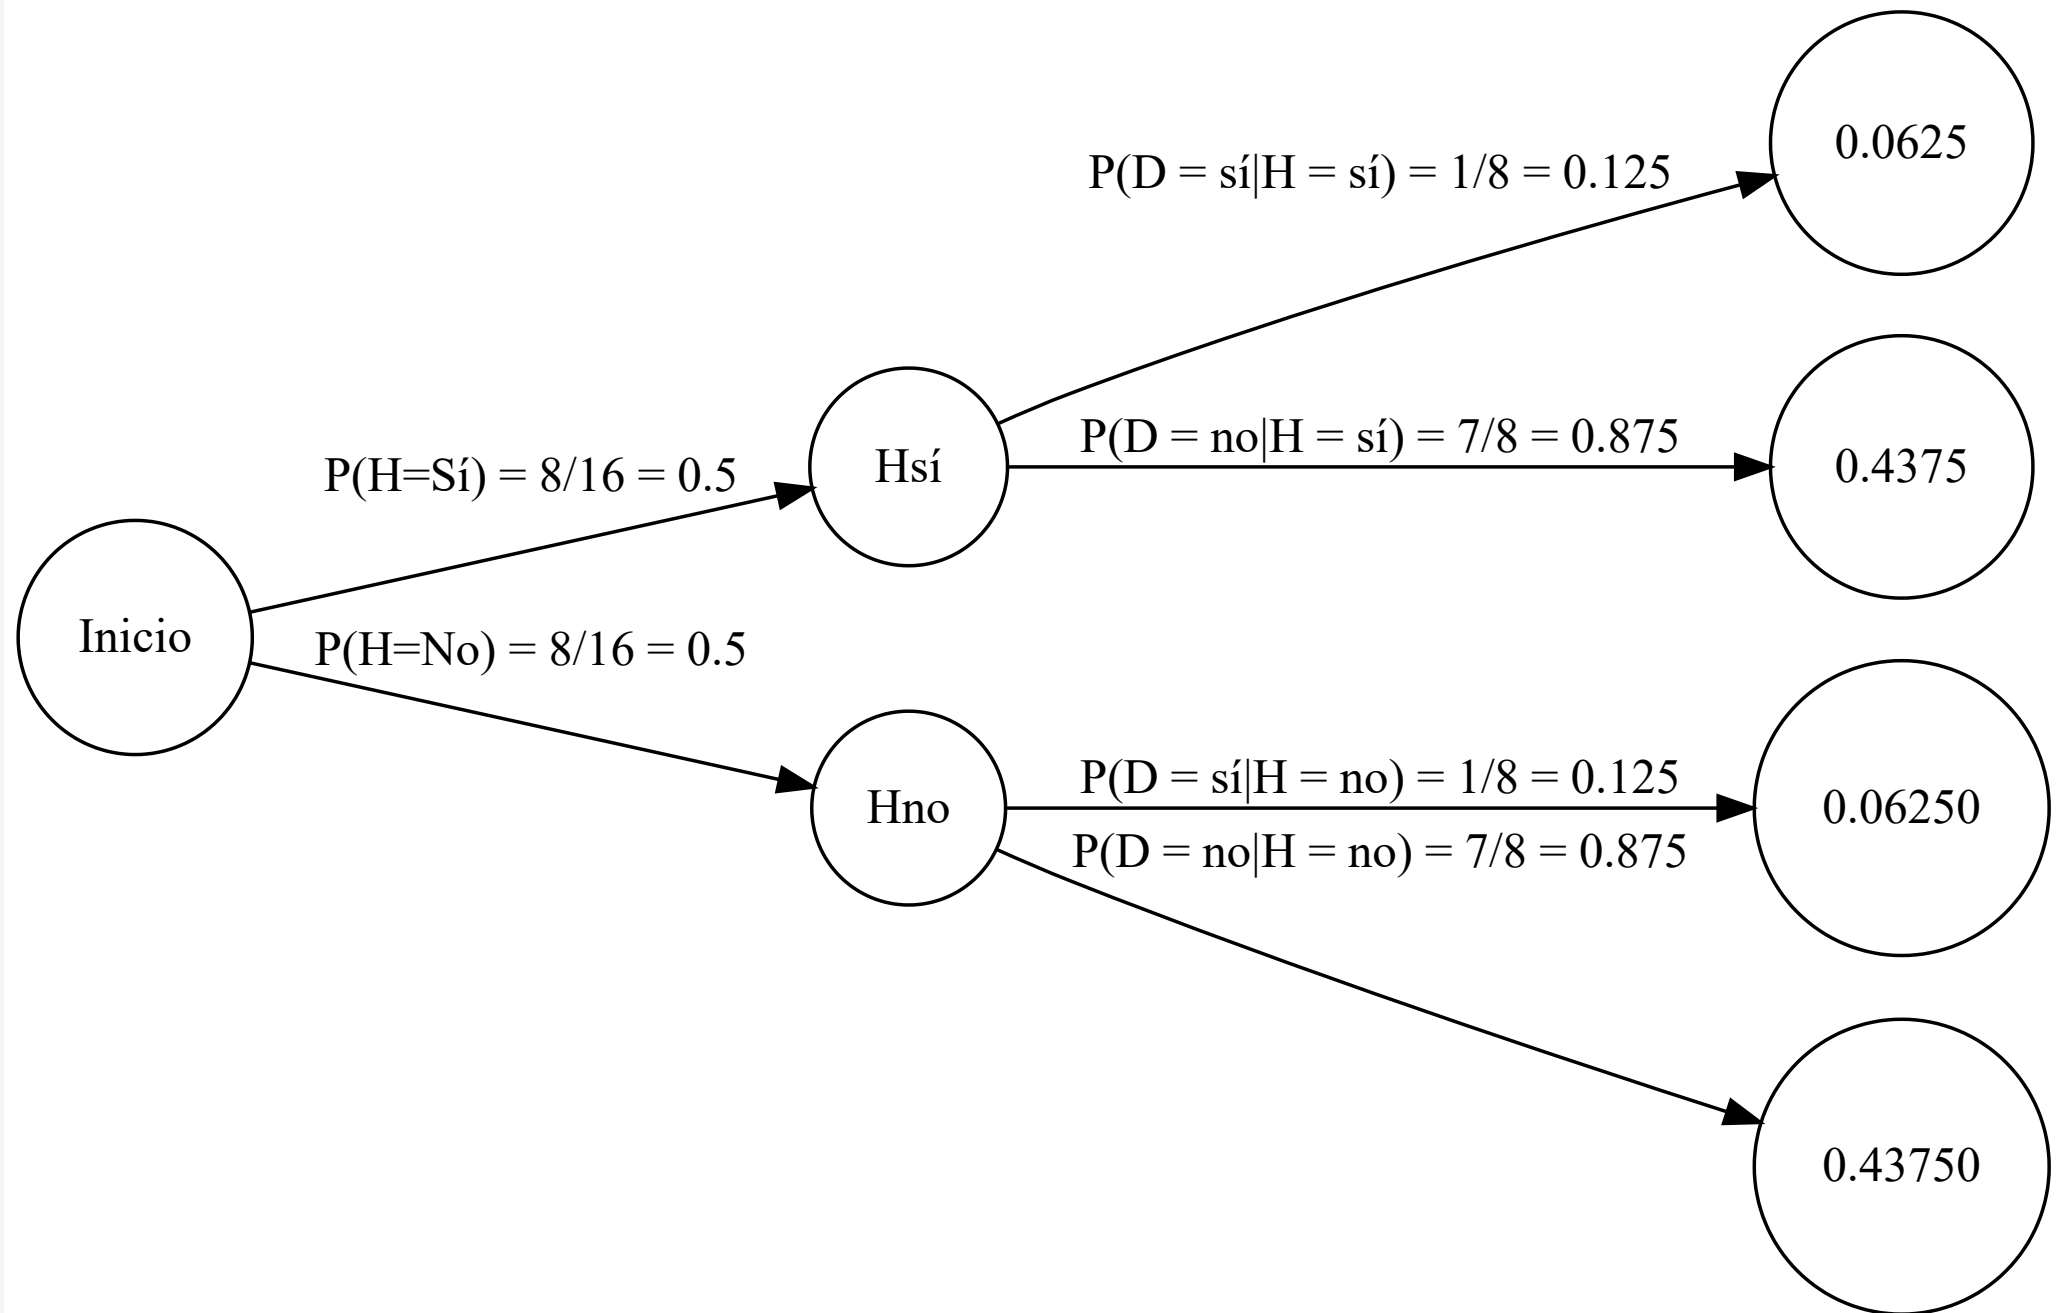 0.0625
P(D = sí|H = sí) = 1/8 = 0.125
P(D = no|H = sí) = 7/8 = 0.875
0.4375
Hsí
P(H=Sí) = 8/16 = 0.5
Inicio
P(H=No) = 8/16 = 0.5
P(D = sí|H = no) = 1/8 = 0.125
0.06250
Hno
P(D = no|H = no) = 7/8 = 0.875
0.43750